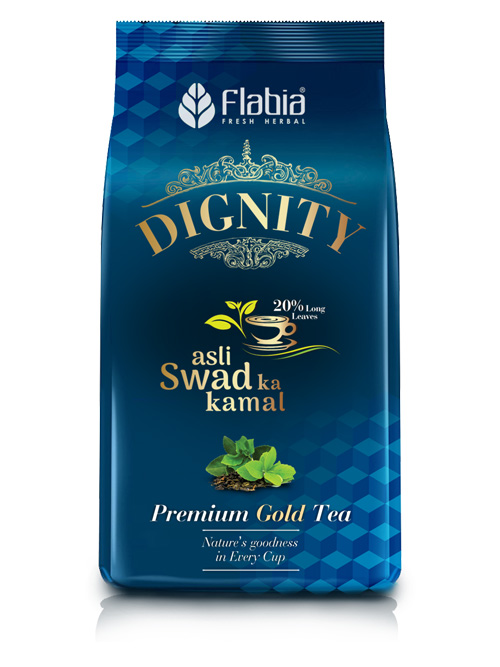 Flabia®
FRESH HERBAL
DIGNITY
20% Long
Leaves
asli
Swad ka
kamal
Premium Gold Tea
Nature's goodness
in Every Cup